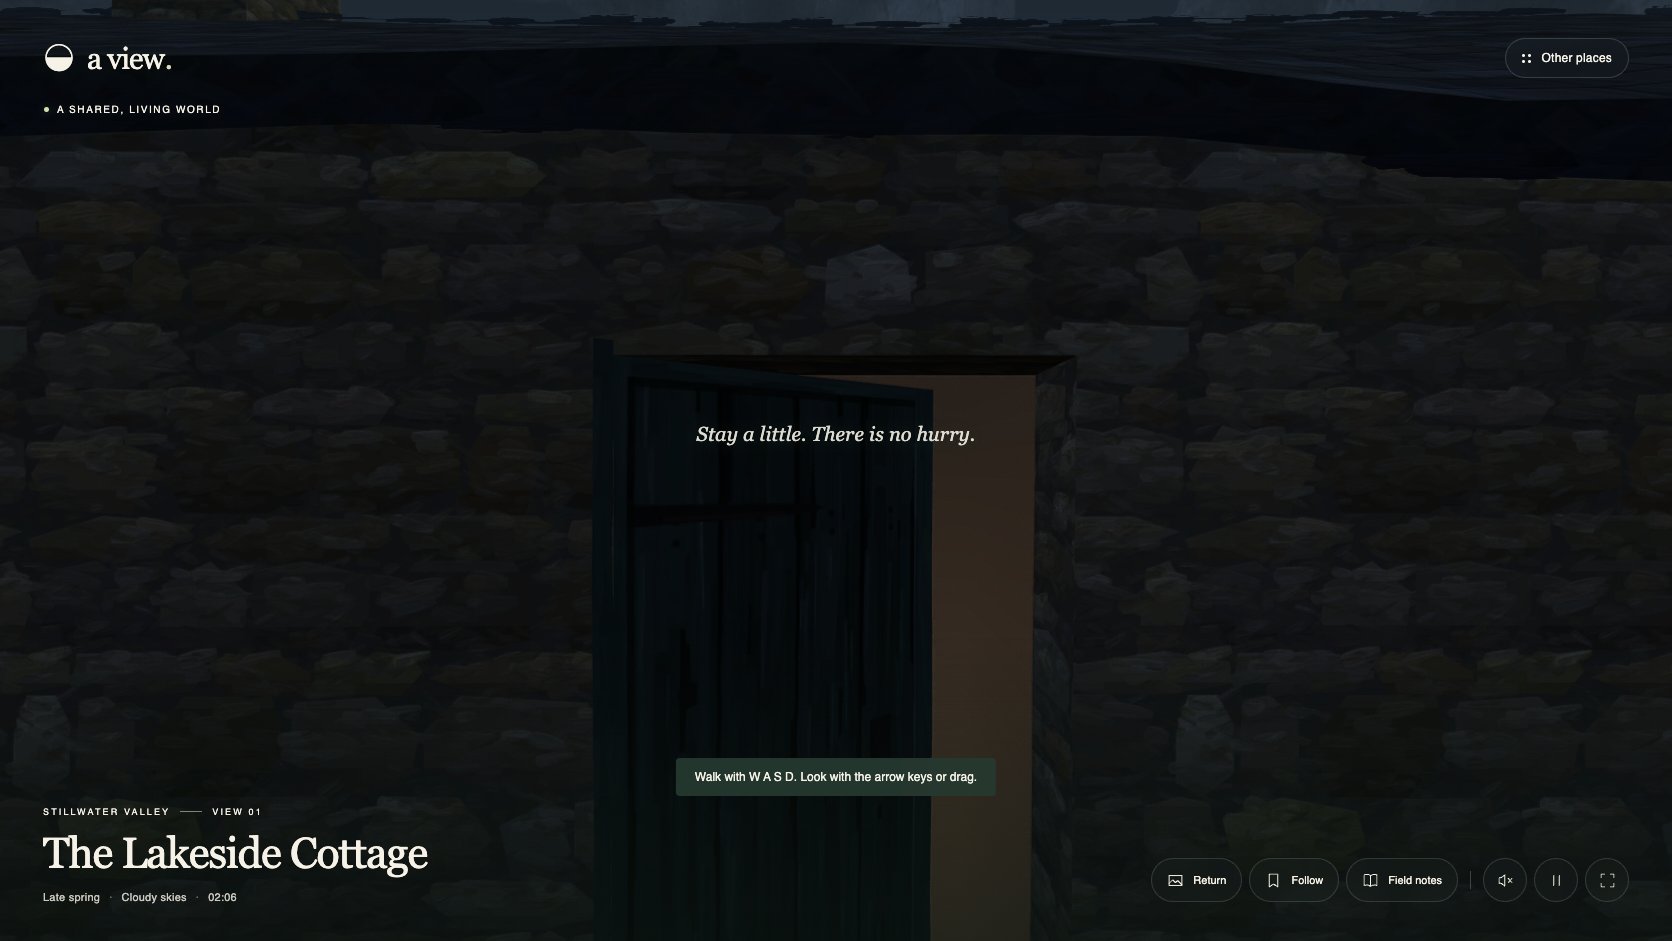 a view.
Other places
A SHARED, LIVING WORLD
Stay a little. There is no hurry.
Walk with W A S D. Look with the arrow keys or drag.
STILLWATER VALLEY — VIEW 01
The Lakeside Cottage
Late spring · Cloudy skies · 02:06
Return
Follow
Field notes